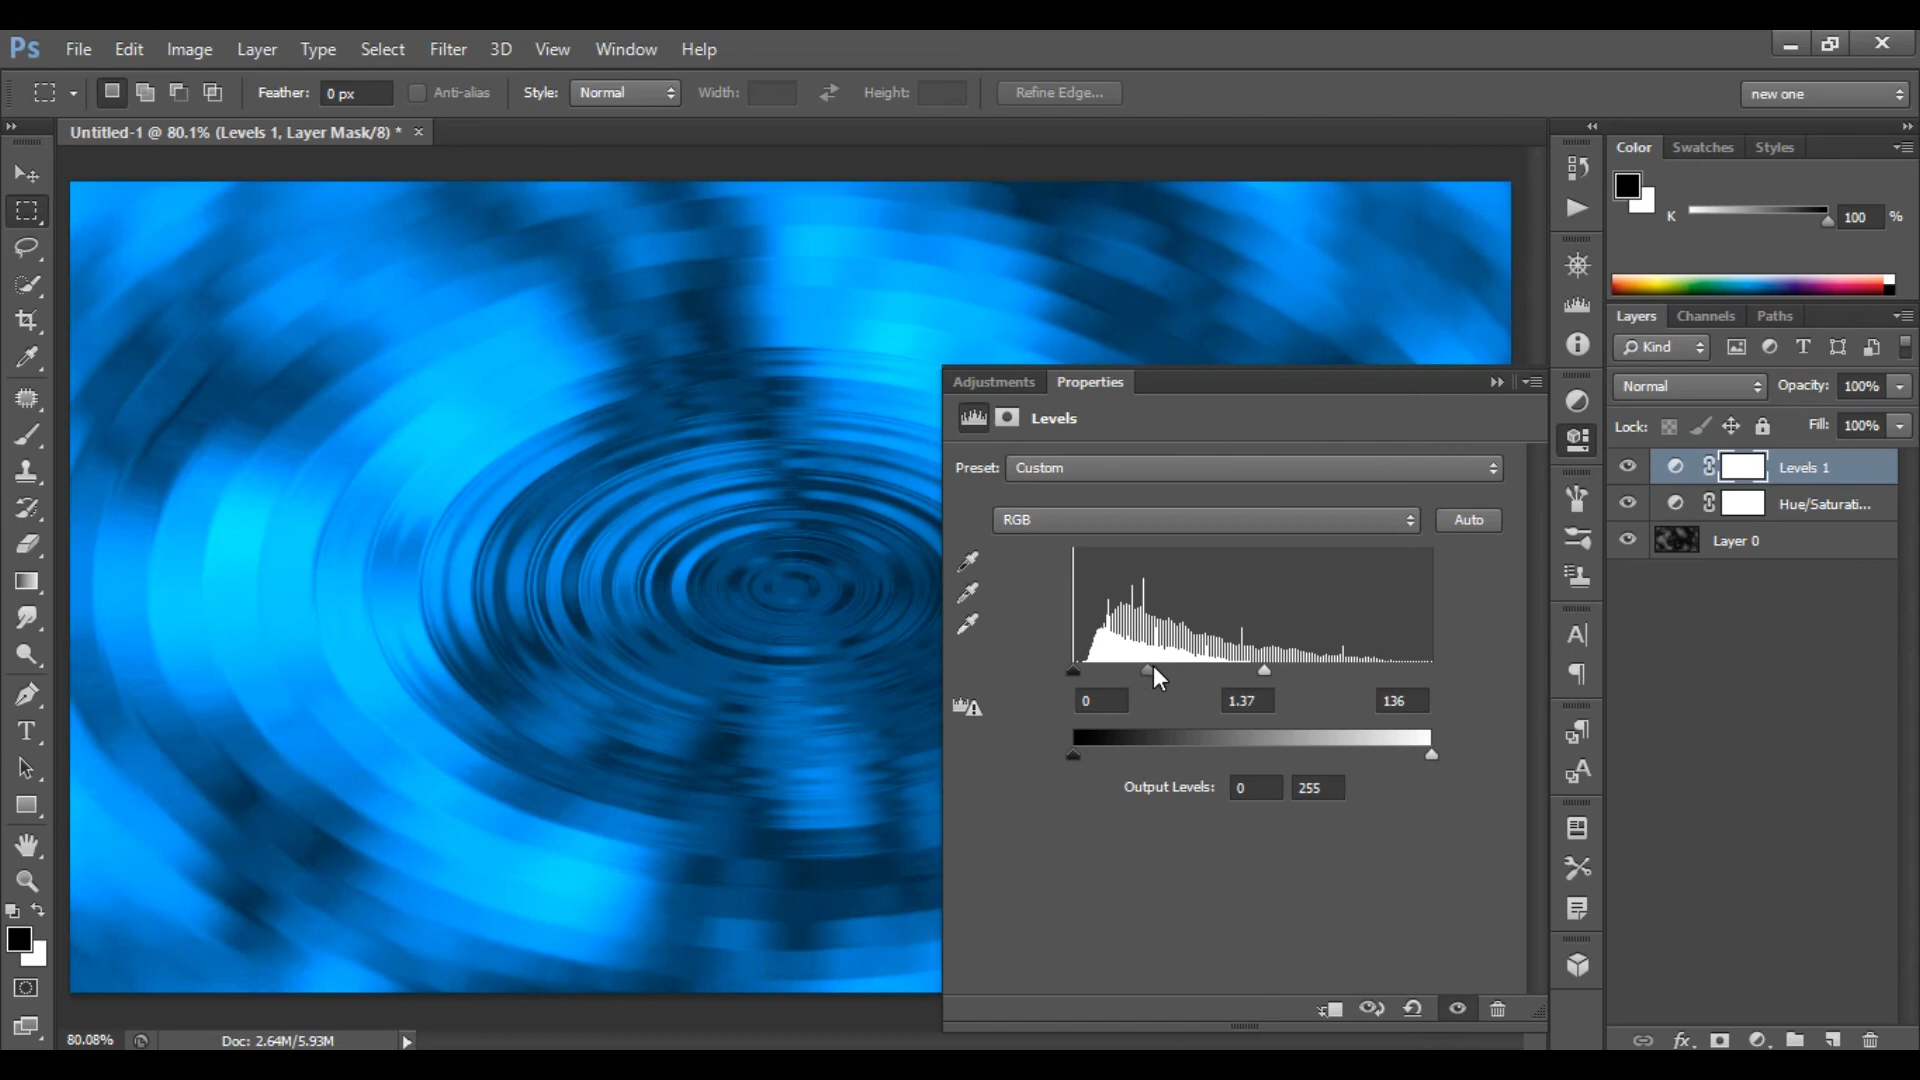 Ps File Edit Image Layer Type Select Filter 3D View Window Help
Feather: 0 px Anti-alias Style: Normal Width: Height: Refine Edge... new one
Untitled-1 @ 80.1% (Levels 1, Layer Mask/8) *
Color Swatches Styles
K 100 %
Layers Channels Paths
Kind
Normal Opacity: 100%
Lock: Fill: 100%
Levels 1
Hue/Saturati...
Layer 0
Adjustments Properties
Levels
Preset: Custom
RGB Auto
0 1.37 136
Output Levels: 0 255
80.08% Doc: 2.64M/5.93M